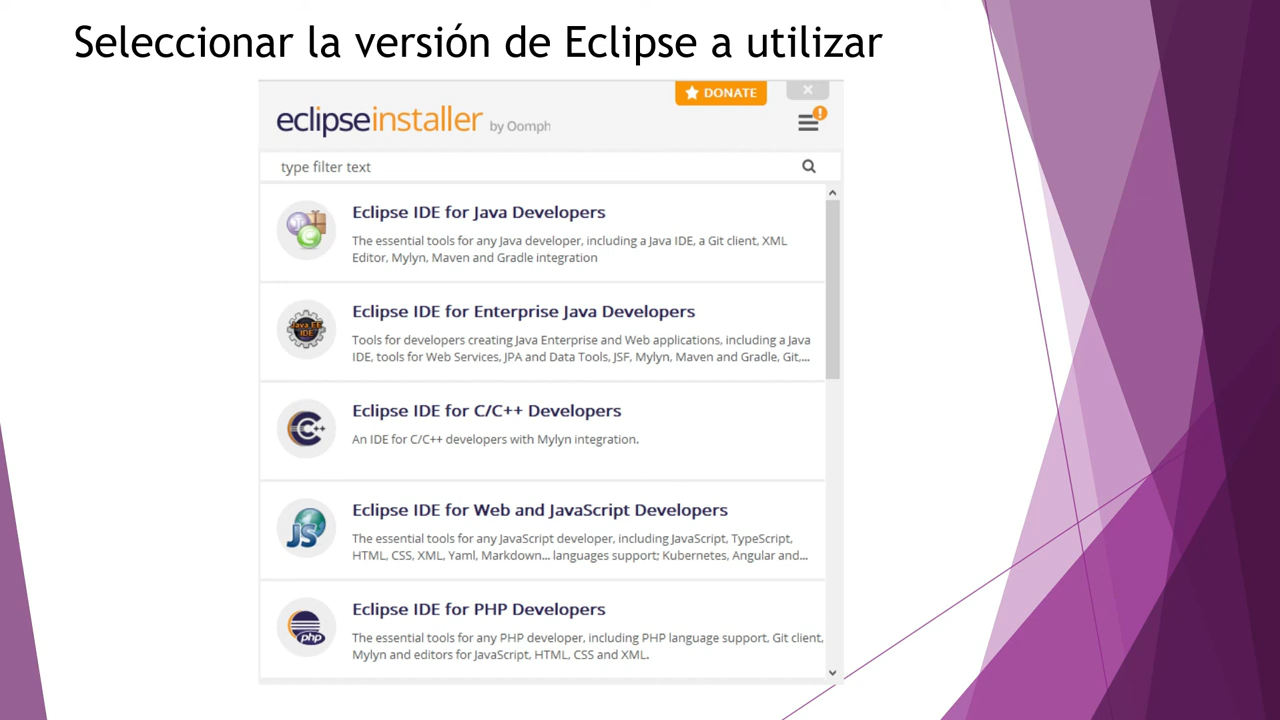 Seleccionar la versión de Eclipse a utilizar
DONATE
eclipseinstaller by Oomph
!
type filter text
Eclipse IDE for Java Developers
The essential tools for any Java developer, including a Java IDE, a Git client, XML
Editor, Mylyn, Maven and Gradle integration
Java EE
IDE
Eclipse IDE for Enterprise Java Developers
Tools for developers creating Java Enterprise and Web applications, including a Java
IDE, tools for Web Services, JPA and Data Tools, JSF, Mylyn, Maven and Gradle, Git,...
C++
Eclipse IDE for C/C++ Developers
An IDE for C/C++ developers with Mylyn integration.
JS
Eclipse IDE for Web and JavaScript Developers
The essential tools for any JavaScript developer, including JavaScript, TypeScript,
HTML, CSS, XML, Yaml, Markdown... languages support; Kubernetes, Angular and...
php
Eclipse IDE for PHP Developers
The essential tools for any PHP developer, including PHP language support, Git client,
Mylyn and editors for JavaScript, HTML, CSS and XML.